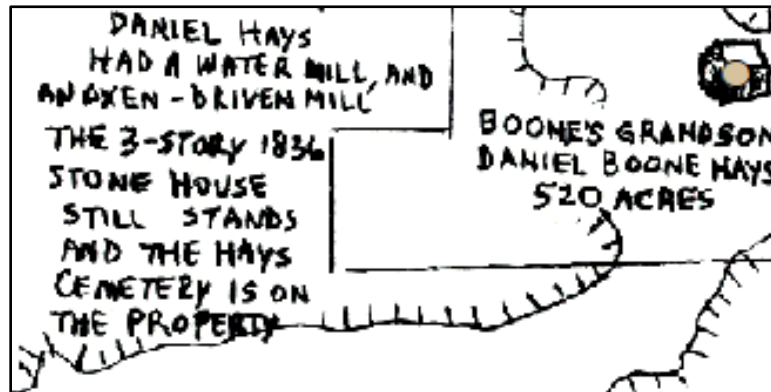 DANIEL HAYS
HAD A WATER MILL, AND
AN OXEN-DRIVEN MILL
THE 3-STORY 1836
STONE HOUSE
STILL STANDS
AND THE HAYS
CEMETERY IS ON
THE PROPERTY
BOONE'S GRANDSON
DANIEL BOONE HAYS
520 ACRES